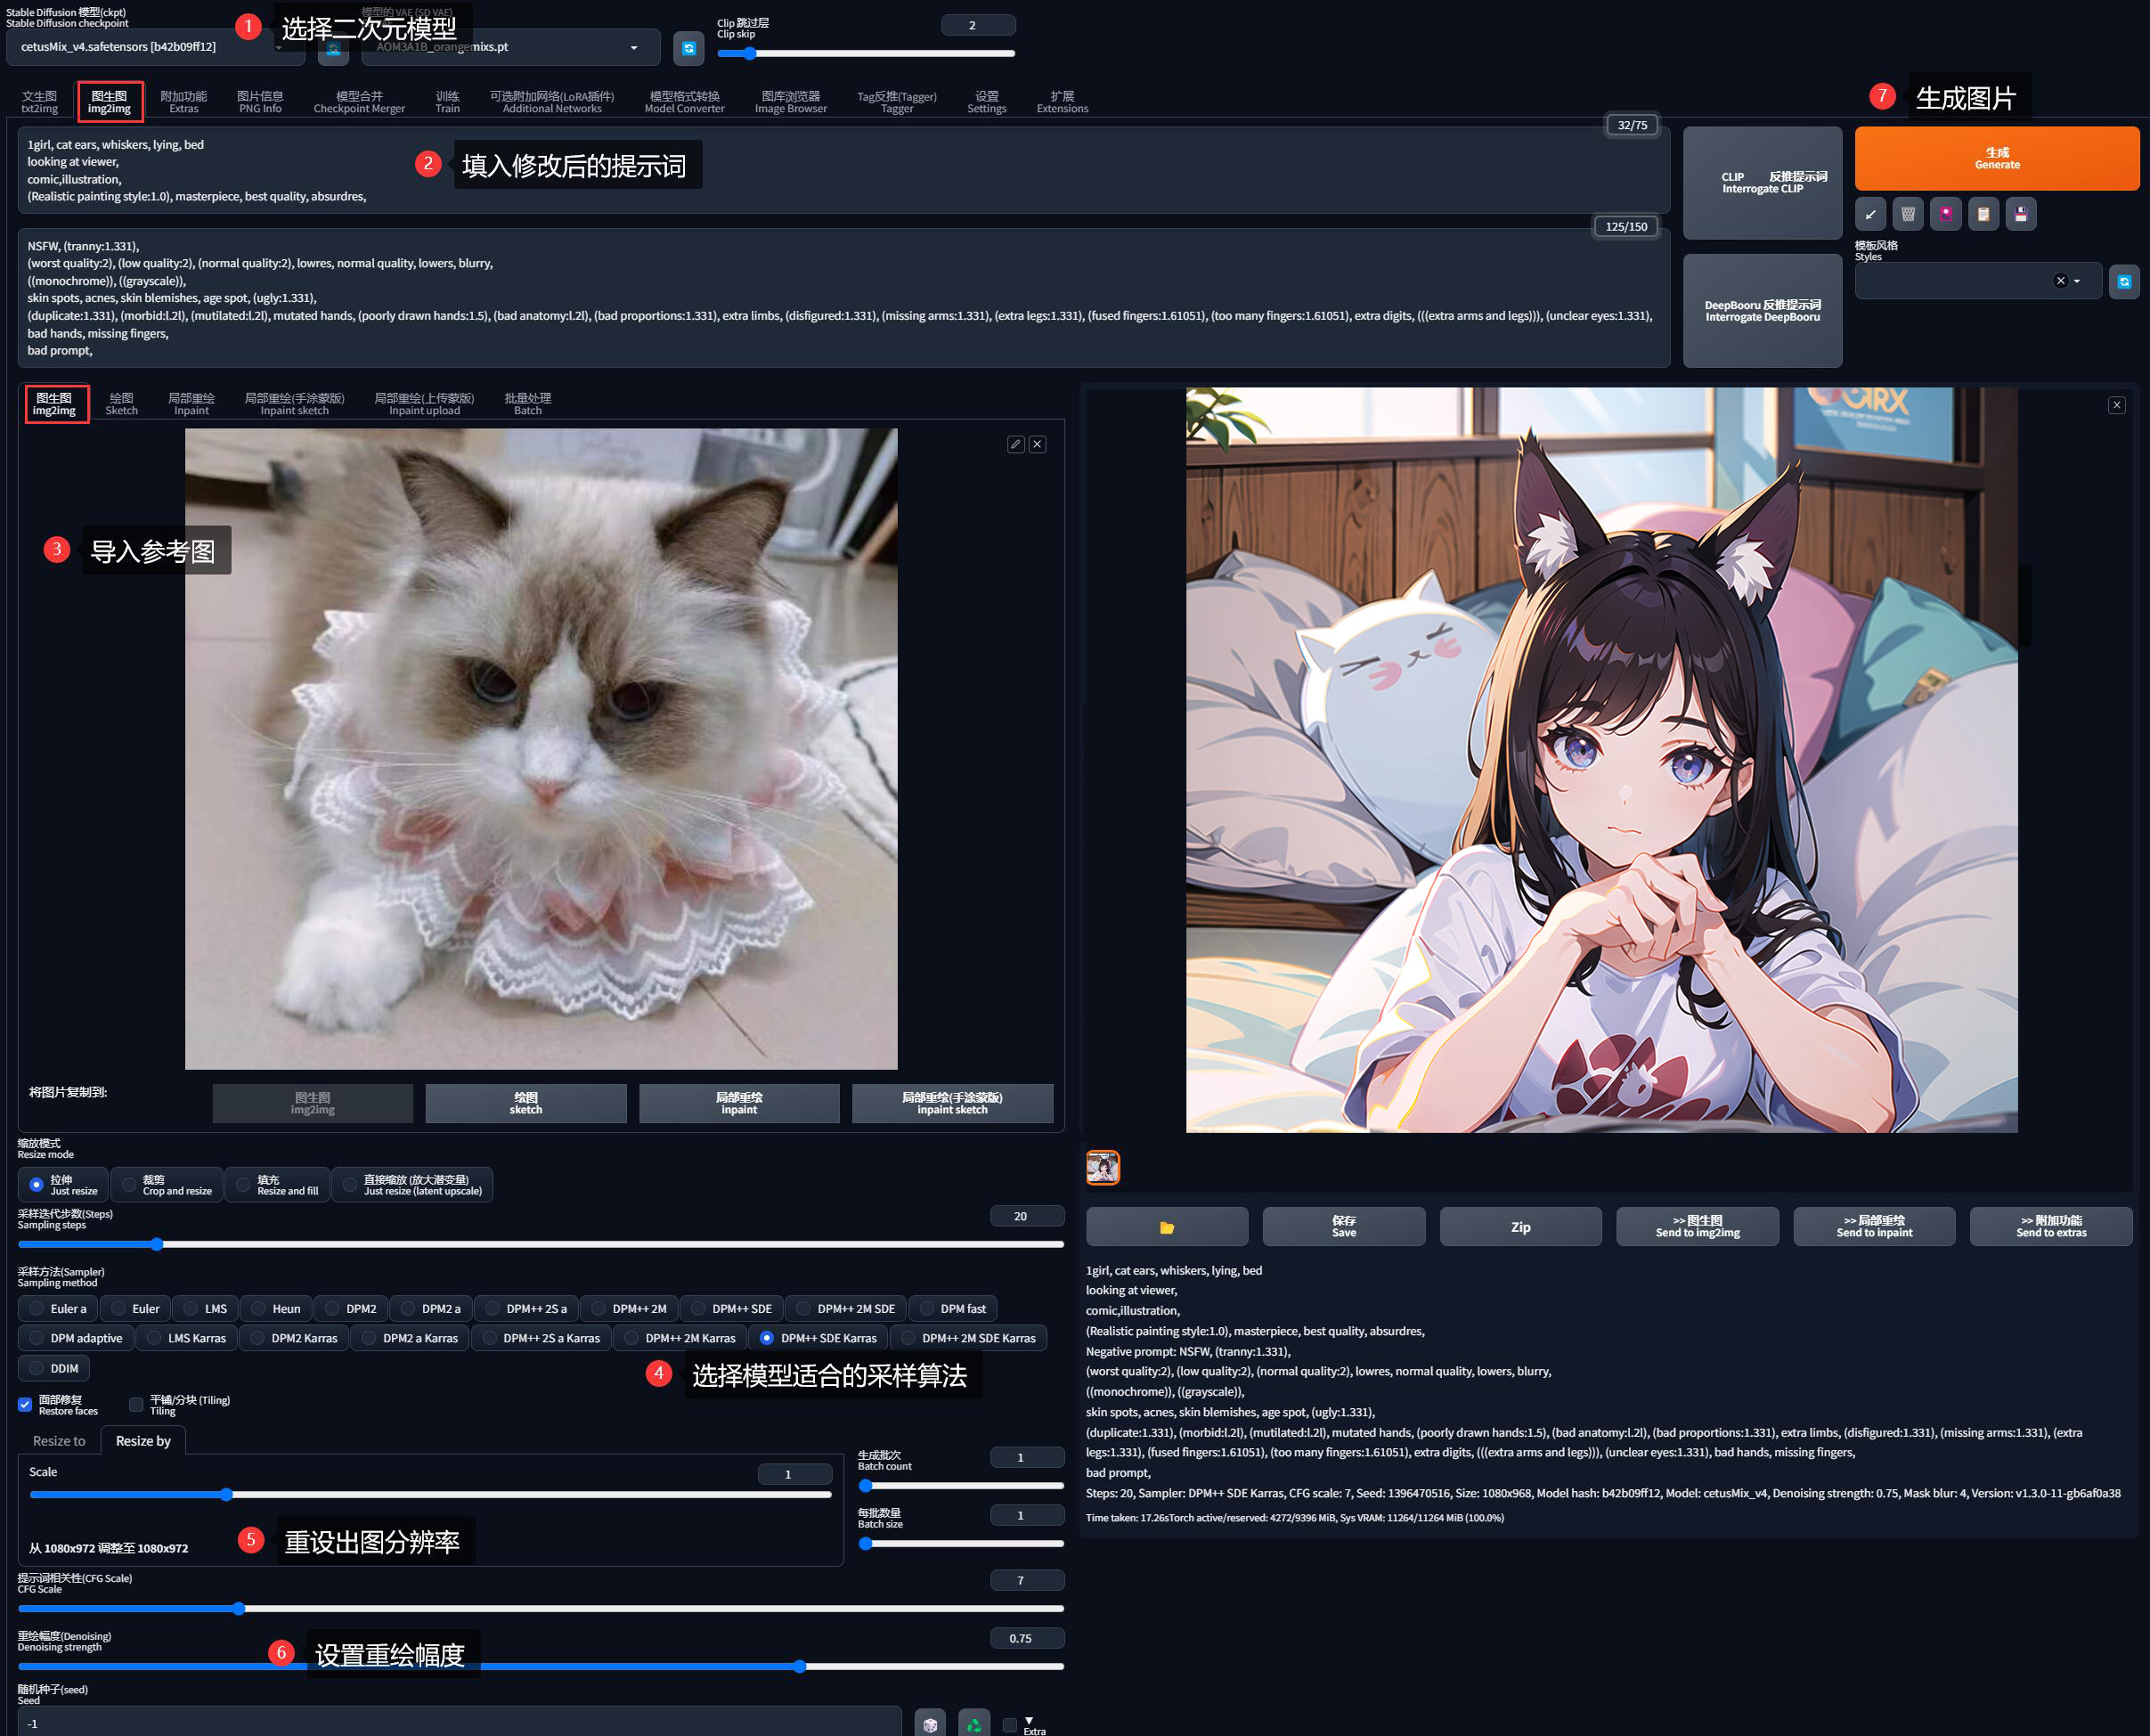 Stable Diffusion 模型(ckpt)
Stable Diffusion checkpoint
cetusMix_v4.safetensors [b42b09ff12]
1 选择二次元模型
模型的 VAE (SD VAE)
AOM3A1B_orangemixs.pt
Clip 跳过层
Clip skip
2
文生图
txt2img
图生图
img2img
附加功能
Extras
图片信息
PNG Info
模型合并
Checkpoint Merger
训练
Train
可选附加网络(LoRA插件)
Additional Networks
模型格式转换
Model Converter
图库浏览器
Image Browser
Tag反推(Tagger)
Tagger
设置
Settings
扩展
Extensions
7 生成图片
32/75
1girl, cat ears, whiskers, lying, bed
looking at viewer,
comic,illustration,
(Realistic painting style:1.0), masterpiece, best quality, absurdres,
2 填入修改后的提示词
CLIP 反推提示词
Interrogate CLIP
生成
Generate
125/150
NSFW, (tranny:1.331),
(worst quality:2), (low quality:2), (normal quality:2), lowres, normal quality, lowers, blurry,
((monochrome)), ((grayscale)),
skin spots, acnes, skin blemishes, age spot, (ugly:1.331),
(duplicate:1.331), (morbid:l.2l), (mutilated:l.2l), mutated hands, (poorly drawn hands:1.5), (bad anatomy:l.2l), (bad proportions:1.331), extra limbs, (disfigured:1.331), (missing arms:1.331), (extra legs:1.331), (fused fingers:1.61051), (too many fingers:1.61051), extra digits, (((extra arms and legs))), (unclear eyes:1.331),
bad hands, missing fingers,
bad prompt,
DeepBooru 反推提示词
Interrogate DeepBooru
模板风格
Styles
图生图
img2img
绘图
Sketch
局部重绘
Inpaint
局部重绘(手涂蒙版)
Inpaint sketch
局部重绘(上传蒙版)
Inpaint upload
批量处理
Batch
3 导入参考图
将图片复制到:
图生图
img2img
绘图
sketch
局部重绘
inpaint
局部重绘(手涂蒙版)
inpaint sketch
缩放模式
Resize mode
拉伸
Just resize
裁剪
Crop and resize
填充
Resize and fill
直接缩放 (放大潜变量)
Just resize (latent upscale)
采样迭代步数(Steps)
Sampling steps
20
采样方法(Sampler)
Sampling method
Euler a Euler LMS Heun DPM2 DPM2 a DPM++ 2S a DPM++ 2M DPM++ SDE DPM++ 2M SDE DPM fast
DPM adaptive LMS Karras DPM2 Karras DPM2 a Karras DPM++ 2S a Karras DPM++ 2M Karras DPM++ SDE Karras DPM++ 2M SDE Karras
DDIM
4 选择模型适合的采样算法
面部修复
Restore faces
平铺/分块 (Tiling)
Tiling
Resize to Resize by
Scale
1
从 1080x972 调整至 1080x972
5 重设出图分辨率
生成批次
Batch count
1
每批数量
Batch size
1
提示词相关性(CFG Scale)
CFG Scale
7
重绘幅度(Denoising)
Denoising strength
0.75
6 设置重绘幅度
随机种子(seed)
Seed
-1
▼
Extra
保存
Save
Zip
>> 图生图
Send to img2img
>> 局部重绘
Send to inpaint
>> 附加功能
Send to extras
1girl, cat ears, whiskers, lying, bed
looking at viewer,
comic,illustration,
(Realistic painting style:1.0), masterpiece, best quality, absurdres,
Negative prompt: NSFW, (tranny:1.331),
(worst quality:2), (low quality:2), (normal quality:2), lowres, normal quality, lowers, blurry,
((monochrome)), ((grayscale)),
skin spots, acnes, skin blemishes, age spot, (ugly:1.331),
(duplicate:1.331), (morbid:l.2l), (mutilated:l.2l), mutated hands, (poorly drawn hands:1.5), (bad anatomy:l.2l), (bad proportions:1.331), extra limbs, (disfigured:1.331), (missing arms:1.331), (extra
legs:1.331), (fused fingers:1.61051), (too many fingers:1.61051), extra digits, (((extra arms and legs))), (unclear eyes:1.331), bad hands, missing fingers,
bad prompt,
Steps: 20, Sampler: DPM++ SDE Karras, CFG scale: 7, Seed: 1396470516, Size: 1080x968, Model hash: b42b09ff12, Model: cetusMix_v4, Denoising strength: 0.75, Mask blur: 4, Version: v1.3.0-11-gb6af0a38
Time taken: 17.26sTorch active/reserved: 4272/9396 MiB, Sys VRAM: 11264/11264 MiB (100.0%)